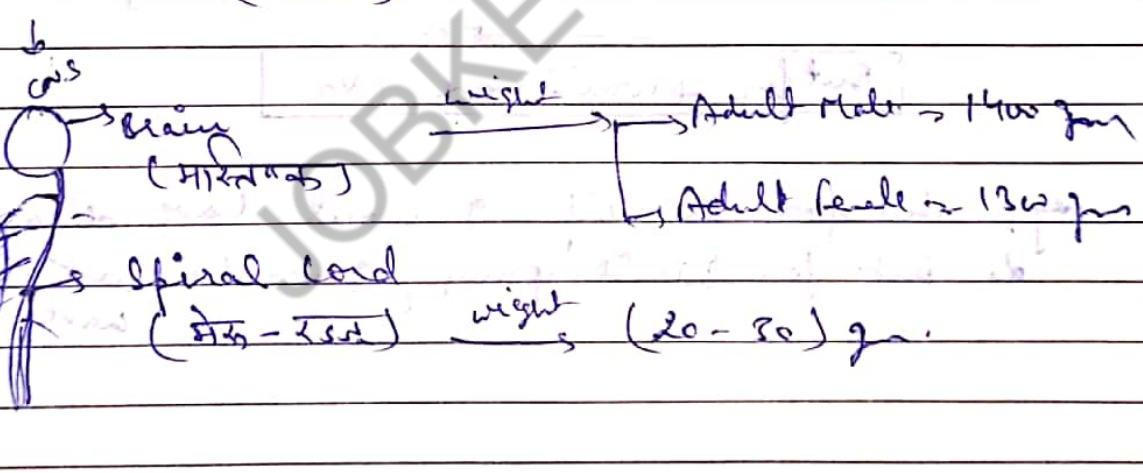 CNS
Brain weight → Adult Male → 1400 gm
(मस्तिष्क)
Adult female → 1300 gm
Spinal Cord
(मेरू-रज्जू) weight → (20-30) gm.
JOBKE